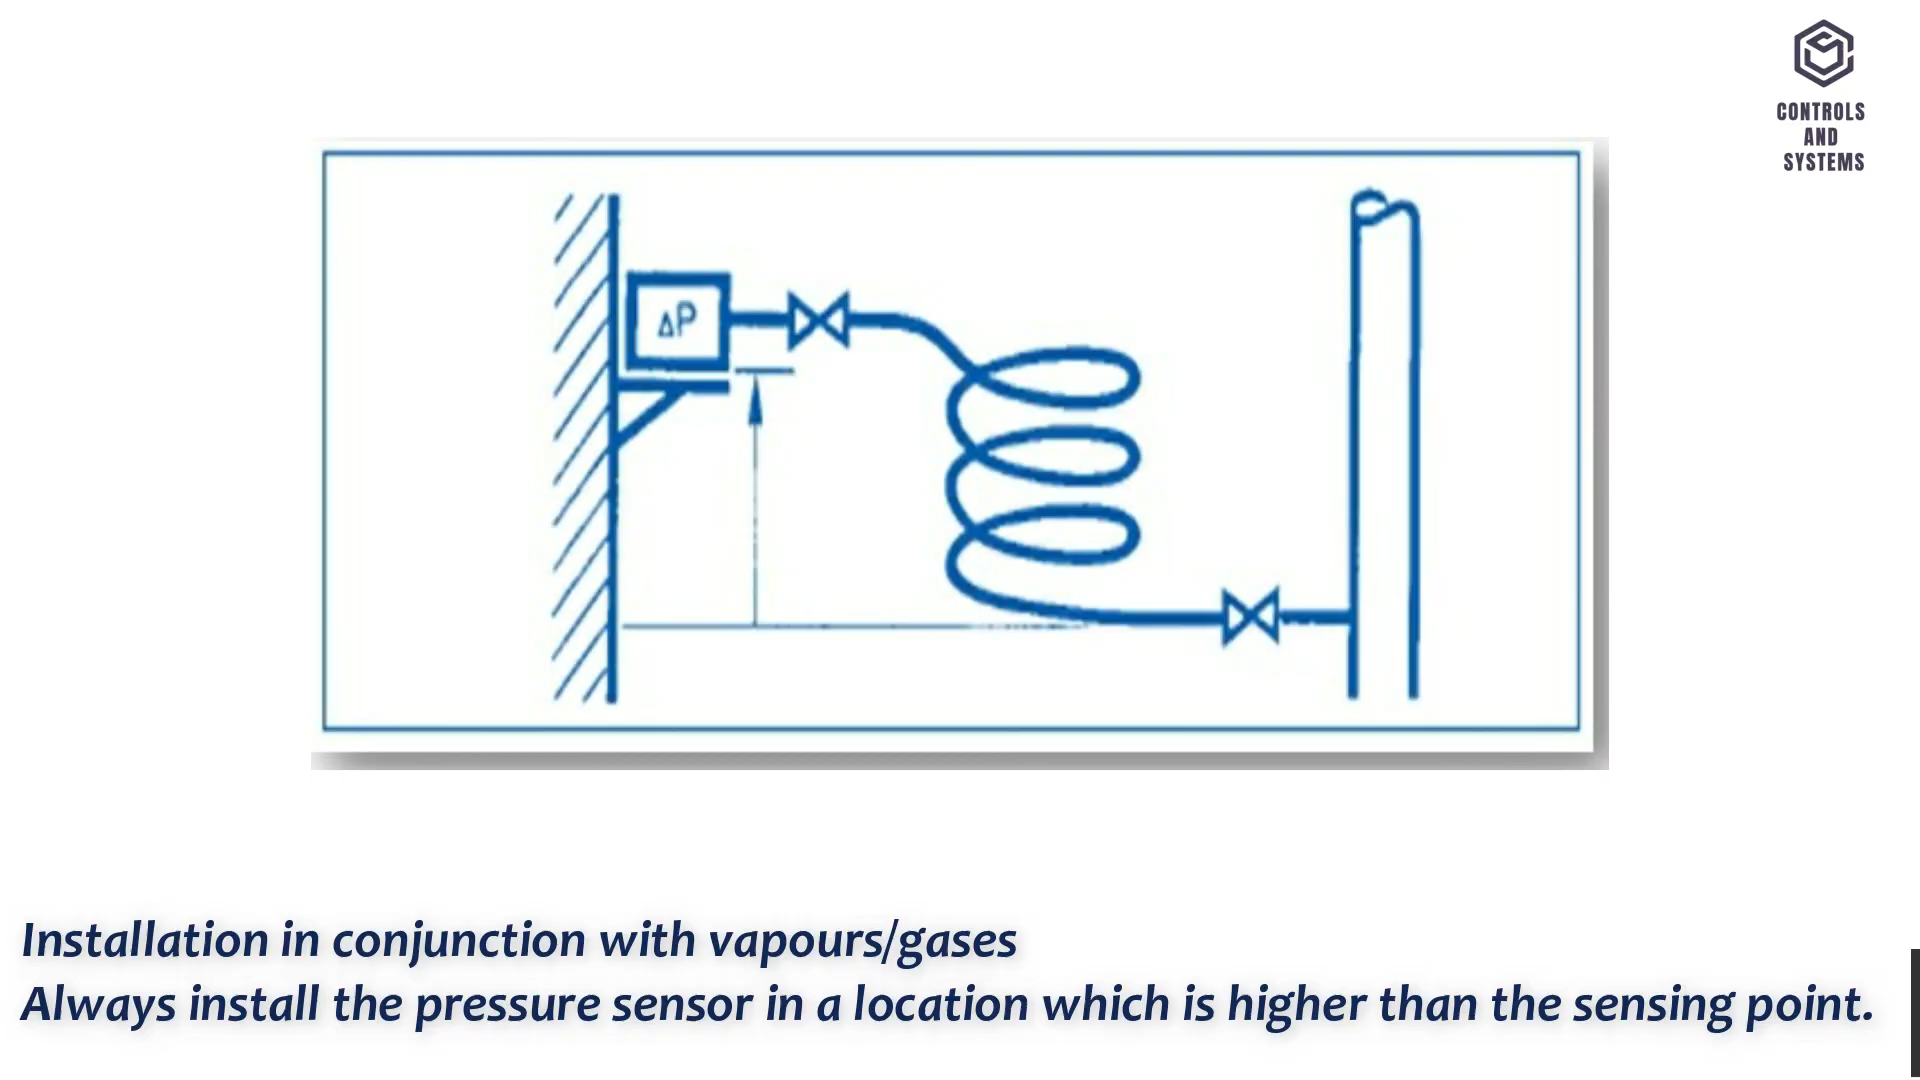 CONTROLS
AND
SYSTEMS
ΔP
Installation in conjunction with vapours/gases
Always install the pressure sensor in a location which is higher than the sensing point.